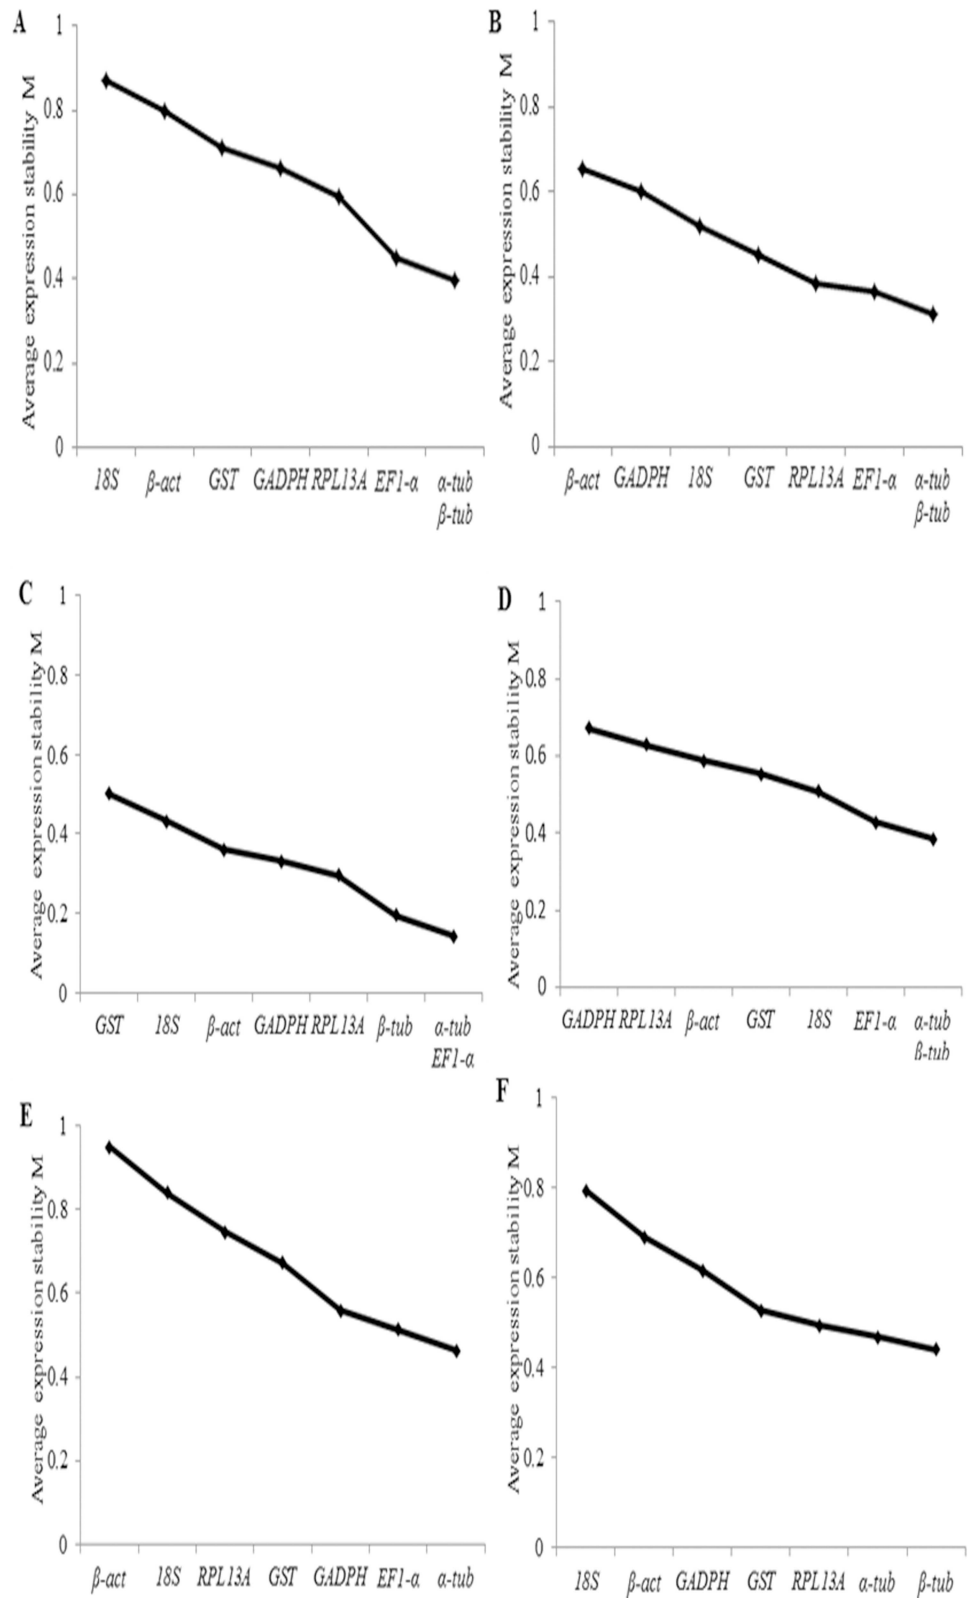 A
Average expression stability M
1
0.8
0.6
0.4
0.2
0
18S β-act GST GADPH RPL13A EF1-α α-tub
β-tub
B
Average expression stability M
1
0.8
0.6
0.4
0.2
0
β-act GADPH 18S GST RPL13A EF1-α α-tub
β-tub
C
Average expression stability M
1
0.8
0.6
0.4
0.2
0
GST 18S β-act GADPH RPL13A β-tub α-tub
EF1-α
D
Average expression stability M
1
0.8
0.6
0.4
0.2
0
GADPH RPL13A β-act GST 18S EF1-α α-tub
β-tub
E
Average expression stability M
1
0.8
0.6
0.4
0.2
0
β-act 18S RPL13A GST GADPH EF1-α α-tub
F
Average expression stability M
1
0.8
0.6
0.4
0.2
0
18S β-act GADPH GST RPL13A α-tub β-tub